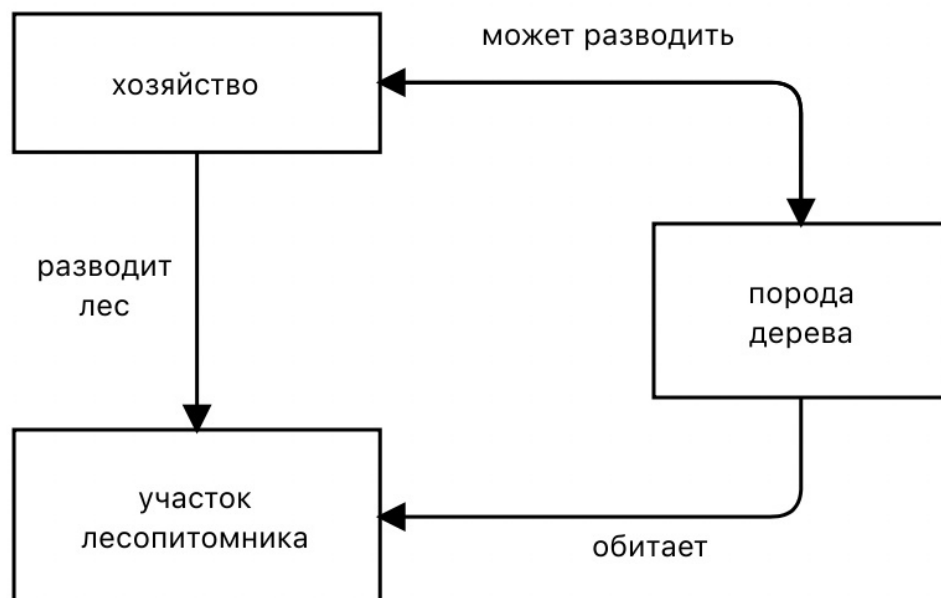 может разводить
хозяйство
разводит
лес
порода
дерева
участок
лесопитомника
обитает